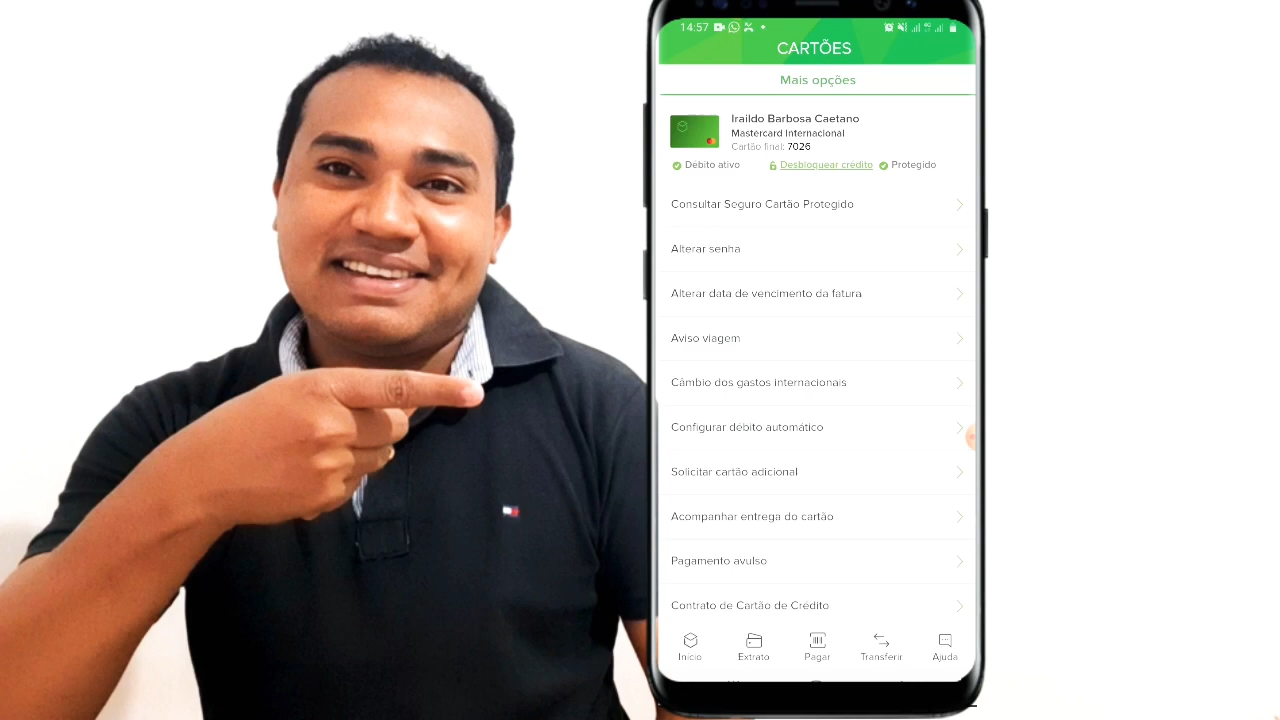 14:57
CARTÕES
Mais opções
Iraildo Barbosa Caetano
Mastercard Internacional
Cartão final: 7026
Débito ativo
Desbloquear crédito
Protegido
Consultar Seguro Cartão Protegido
Alterar senha
Alterar data de vencimento da fatura
Aviso viagem
Câmbio dos gastos internacionais
Configurar débito automático
Solicitar cartão adicional
Acompanhar entrega do cartão
Pagamento avulso
Contrato de Cartão de Crédito
Início
Extrato
Pagar
Transferir
Ajuda